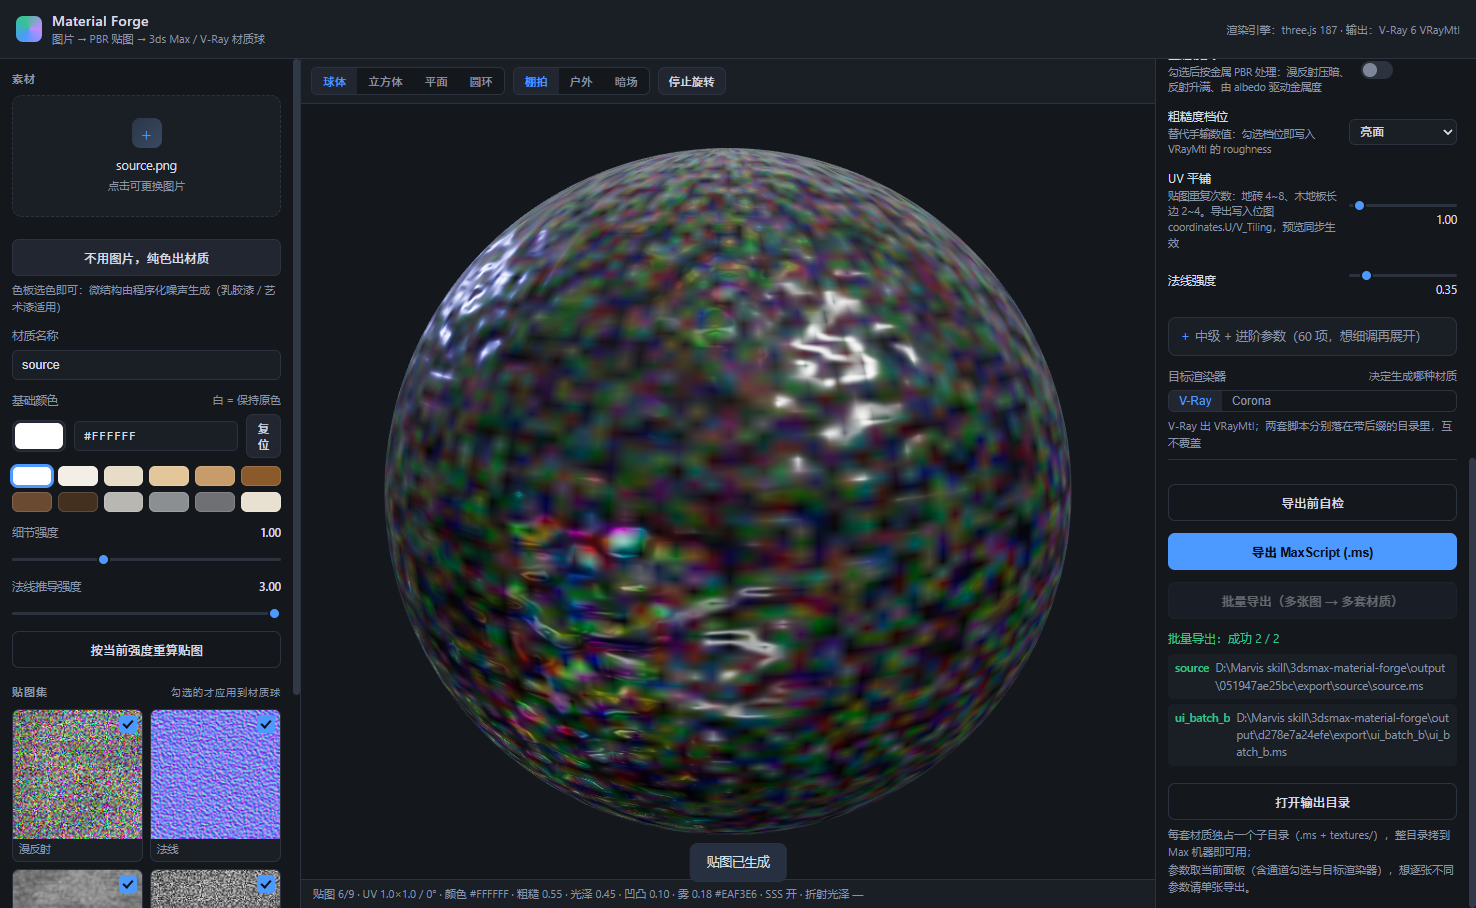 Material Forge
图片 → PBR 贴图 → 3ds Max / V-Ray 材质球
渲染引擎：three.js 187 · 输出：V-Ray 6 VRayMtl
素材
+
source.png
点击可更换图片
不用图片，纯色出材质
色板选色即可：微结构由程序化噪声生成（乳胶漆 / 艺
术漆适用）
材质名称
source
基础颜色
白 = 保持原色
#FFFFFF
复
位
细节强度
1.00
法线推导强度
3.00
按当前强度重算贴图
贴图集
勾选的才应用到材质球
漫反射
法线
球体
立方体
平面
圆环
棚拍
户外
暗场
停止旋转
贴图已生成
贴图 6/9 · UV 1.0×1.0 / 0° · 颜色 #FFFFFF · 粗糙 0.55 · 光泽 0.45 · 凹凸 0.10 · 雾 0.18 #EAF3E6 · SSS 开 · 折射光泽 —
勾选后按金属 PBR 处理：漫反射压暗、
反射升满、由 albedo 驱动金属度
粗糙度档位
替代手输数值：勾选档位即写入
VRayMtl 的 roughness
亮面
UV 平铺
贴图重复次数：地砖 4~8、木地板长
边 2~4。导出写入位图
coordinates.U/V_Tiling，预览同步生
效
1.00
法线强度
0.35
+ 中级 + 进阶参数（60 项，想细调再展开）
目标渲染器
决定生成哪种材质
V-Ray
Corona
V-Ray 出 VRayMtl；两套脚本分别落在带后缀的目录里，互
不覆盖
导出前自检
导出 MaxScript (.ms)
批量导出（多张图 → 多套材质）
批量导出：成功 2 / 2
source D:\Marvis skill\3dsmax-material-forge\output
\051947ae25bc\export\source\source.ms
ui_batch_b D:\Marvis skill\3dsmax-material-forge\out
put\d278e7a24efe\export\ui_batch_b\ui_b
atch_b.ms
打开输出目录
每套材质独占一个子目录（.ms + textures/），整目录拷到
Max 机器即可用；
参数取当前面板（含通道勾选与目标渲染器），想逐张不同
参数请单张导出。